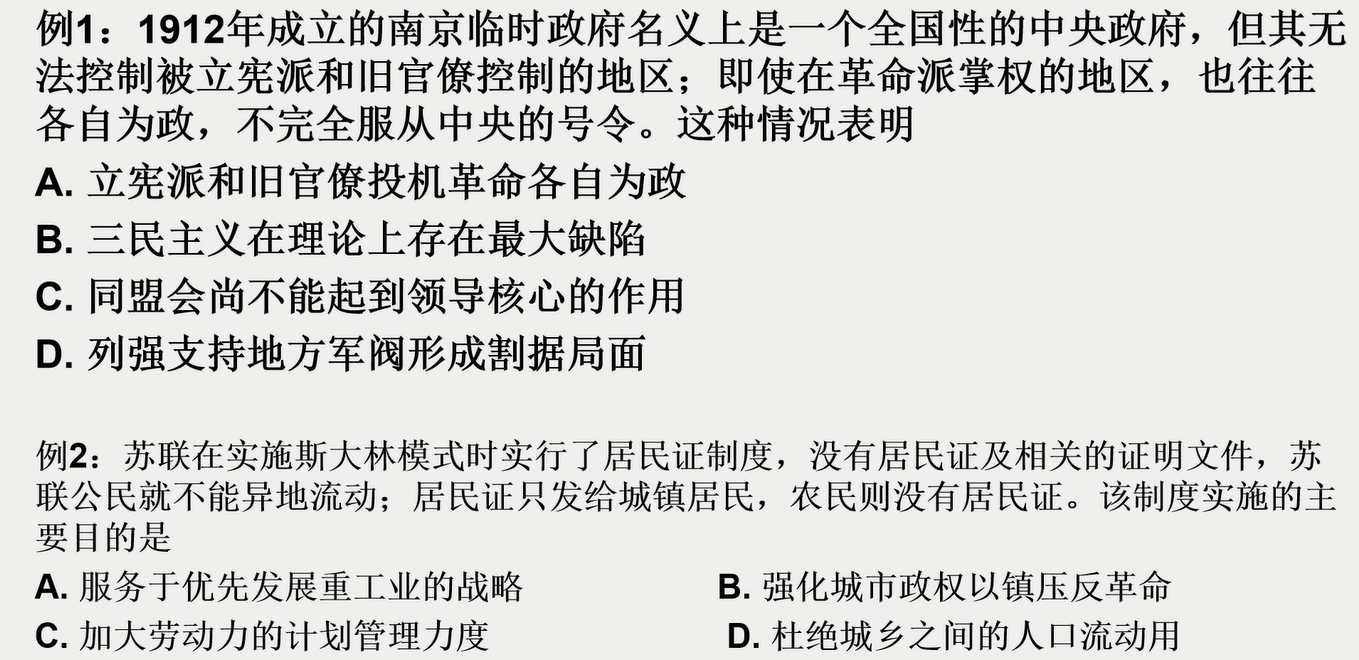 例1：1912年成立的南京临时政府名义上是一个全国性的中央政府，但其无
法控制被立宪派和旧官僚控制的地区；即使在革命派掌权的地区，也往往
各自为政，不完全服从中央的号令。这种情况表明
A. 立宪派和旧官僚投机革命各自为政
B. 三民主义在理论上存在最大缺陷
C. 同盟会尚不能起到领导核心的作用
D. 列强支持地方军阀形成割据局面
例2：苏联在实施斯大林模式时实行了居民证制度，没有居民证及相关的证明文件，苏
联公民就不能异地流动；居民证只发给城镇居民，农民则没有居民证。该制度实施的主
要目的是
A. 服务于优先发展重工业的战略 B. 强化城市政权以镇压反革命
C. 加大劳动力的计划管理力度 D. 杜绝城乡之间的人口流动用